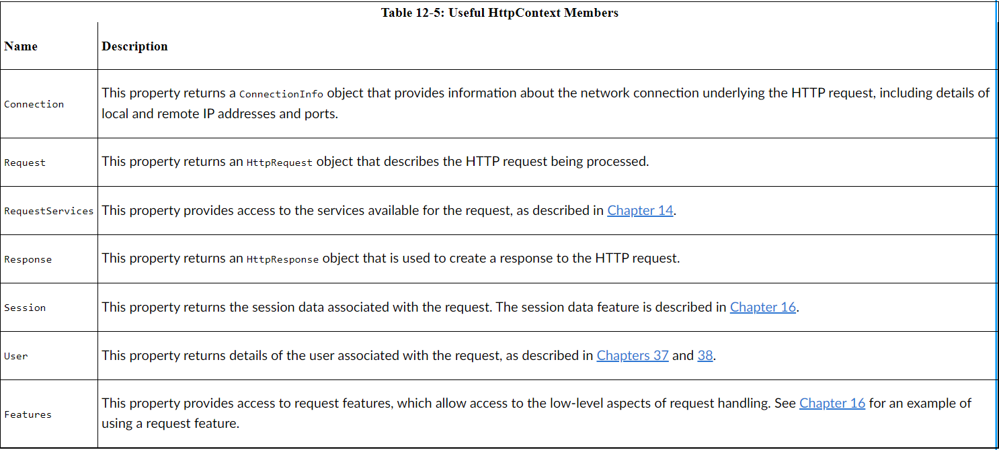 Table 12-5: Useful HttpContext Members
Name
Description
Connection
This property returns a ConnectionInfo object that provides information about the network connection underlying the HTTP request, including details of
local and remote IP addresses and ports.
Request
This property returns an HttpRequest object that describes the HTTP request being processed.
RequestServices
This property provides access to the services available for the request, as described in Chapter 14.
Response
This property returns an HttpResponse object that is used to create a response to the HTTP request.
Session
This property returns the session data associated with the request. The session data feature is described in Chapter 16.
User
This property returns details of the user associated with the request, as described in Chapters 37 and 38.
Features
This property provides access to request features, which allow access to the low-level aspects of request handling. See Chapter 16 for an example of
using a request feature.